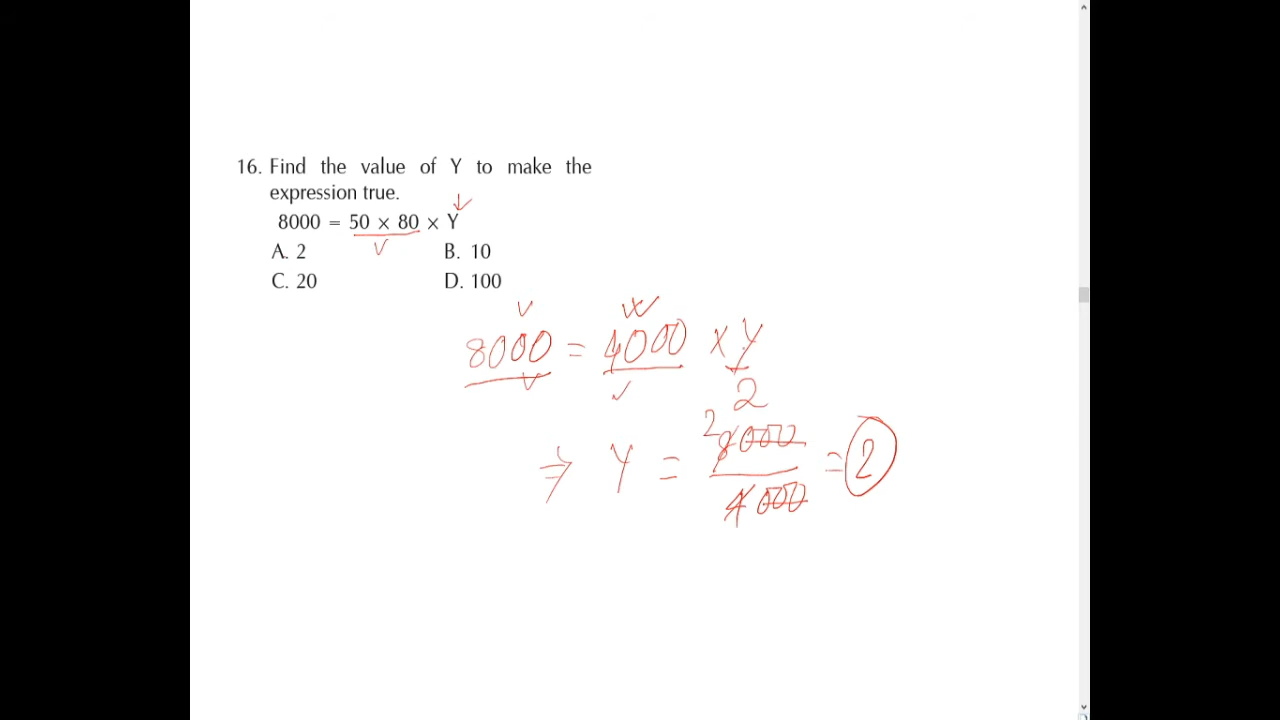 16. Find the value of Y to make the
expression true.
8000 = 50 × 80 × Y
A. 2 B. 10
C. 20 D. 100
8000 = 4000 × Y
2
⇒ Y = 8000/4000 = 2
2